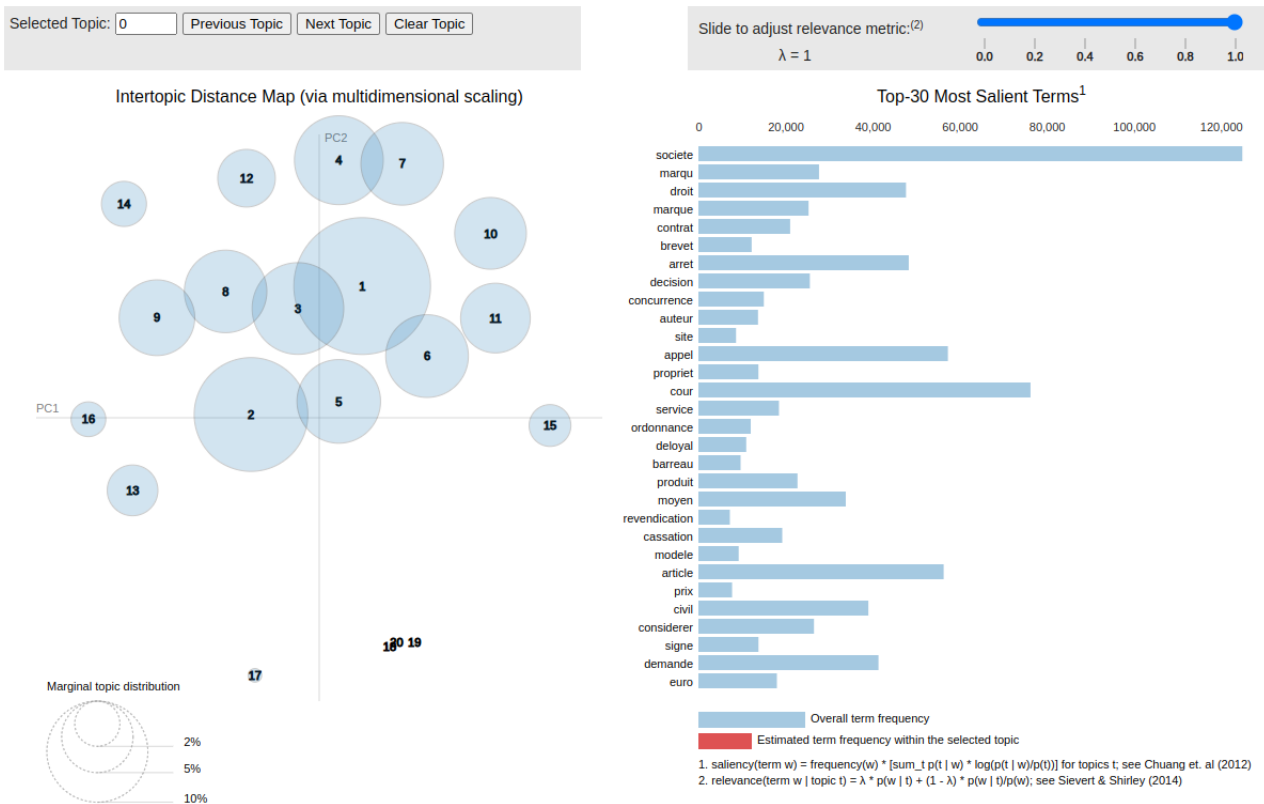 Selected Topic: 0 Previous Topic Next Topic Clear Topic
Slide to adjust relevance metric:(2)
λ = 1
0.0 0.2 0.4 0.6 0.8 1.0
Intertopic Distance Map (via multidimensional scaling)
PC2
PC1
4
7
12
14
10
1
8
3
9
11
6
5
2
16
15
13
20
19
18
17
Marginal topic distribution
2%
5%
10%
Top-30 Most Salient Terms1
0 20,000 40,000 60,000 80,000 100,000 120,000
societe
marqu
droit
marque
contrat
brevet
arret
decision
concurrence
auteur
site
appel
propriet
cour
service
ordonnance
deloyal
barreau
produit
moyen
revendication
cassation
modele
article
prix
civil
considerer
signe
demande
euro
Overall term frequency
Estimated term frequency within the selected topic
1. saliency(term w) = frequency(w) * [sum_t p(t | w) * log(p(t | w)/p(t))] for topics t; see Chuang et. al (2012)
2. relevance(term w | topic t) = λ * p(w | t) + (1 - λ) * p(w | t)/p(w); see Sievert & Shirley (2014)